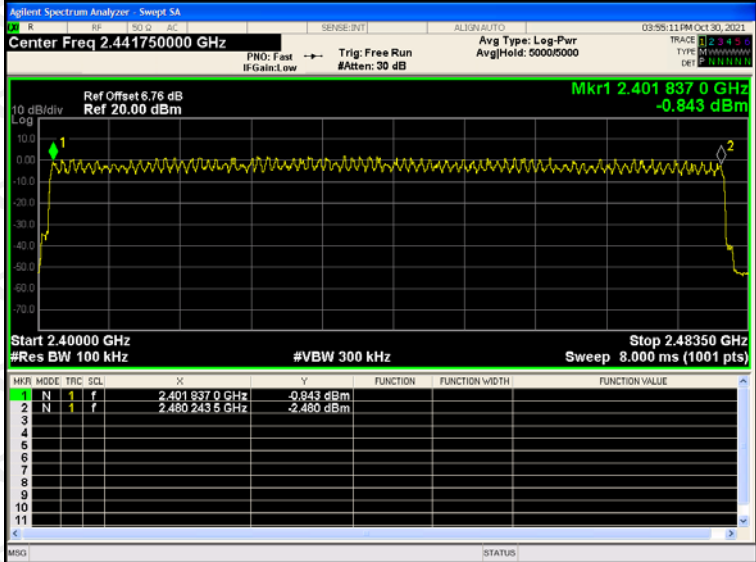 Agilent Spectrum Analyzer - Swept SA
R RF 50 Ω AC SENSE:INT ALIGN AUTO 03:55:11 PM Oct 30, 2021
Center Freq 2.441750000 GHz
PNO: Fast
IFGain:Low
Trig: Free Run
#Atten: 30 dB
Avg Type: Log-Pwr
Avg|Hold: 5000/5000
TRACE 1 2 3 4 5 6
TYPE M
DET P N N N N N
Mkr1 2.401 837 0 GHz
-0.843 dBm
Ref Offset 6.76 dB
Ref 20.00 dBm
10 dB/div
Log
10.0
0.00
-10.0
-20.0
-30.0
-40.0
-50.0
-60.0
-70.0
1
2
Start 2.40000 GHz
Stop 2.48350 GHz
#Res BW 100 kHz
#VBW 300 kHz
Sweep 8.000 ms (1001 pts)
MKR MODE TRC SCL X Y FUNCTION FUNCTION WIDTH FUNCTION VALUE
1 N 1 f 2.401 837 0 GHz -0.843 dBm
2 N 1 f 2.480 243 5 GHz -2.480 dBm
3
4
5
6
7
8
9
10
11
MSG STATUS